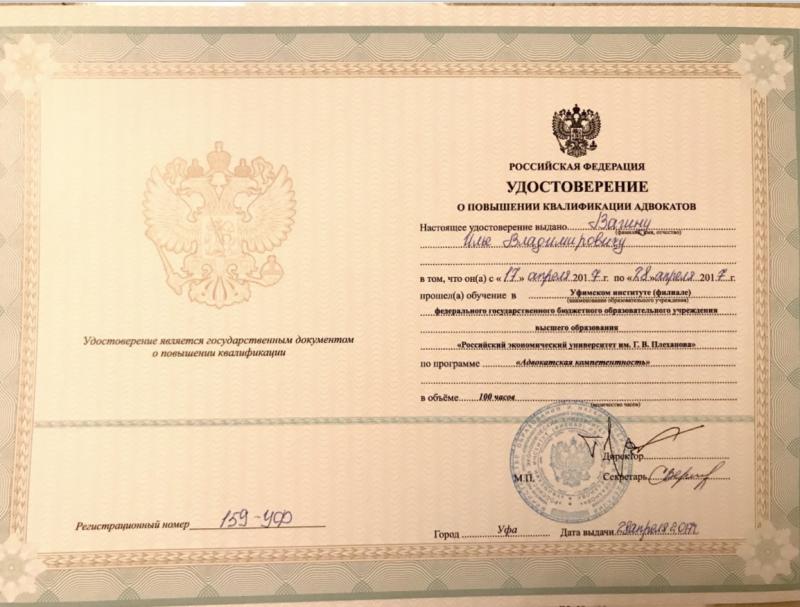 Удостоверение является государственным документом
о повышении квалификации
Регистрационный номер 159-УФ
РОССИЙСКАЯ ФЕДЕРАЦИЯ
УДОСТОВЕРЕНИЕ
О ПОВЫШЕНИИ КВАЛИФИКАЦИИ АДВОКАТОВ
Настоящее удостоверение выдано Вагину
(фамилия, имя, отчество)
Илье Владимировичу
в том, что он(а) с «17» апреля 2017 г. по «28» апреля 2017 г.
прошел(а) обучение в Уфимском институте (филиале)
(наименование образовательного учреждения)
федерального государственного бюджетного образовательного учреждения
высшего образования
«Российский экономический университет им. Г. В. Плеханова»
по программе «Адвокатская компетентность»
в объёме 100 часов
(количество часов)
Директор
М.П. Секретарь
Город Уфа Дата выдачи 28 апреля 2017г